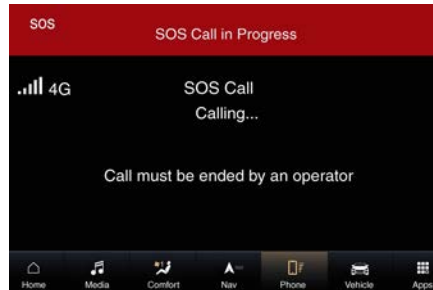 SOS
SOS Call in Progress
4G
SOS Call
Calling...
Call must be ended by an operator
Home
Media
Comfort
Nav
Phone
Vehicle
Apps